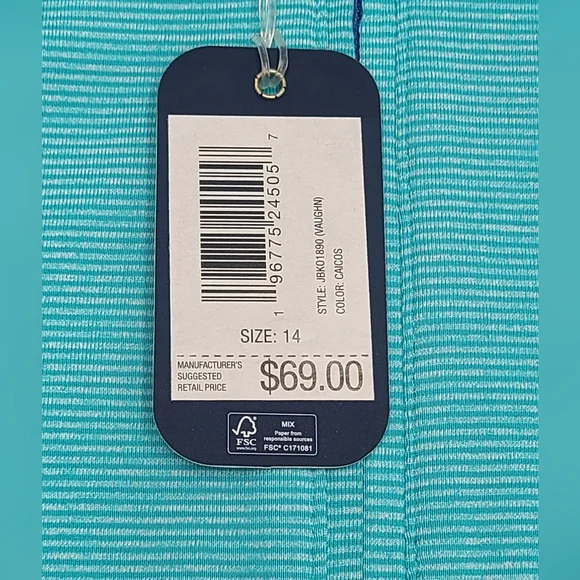 1 96775 24505 7
STYLE: JBK01890 (VAUGHN)
COLOR: CAICOS
SIZE: 14
MANUFACTURER'S
SUGGESTED
RETAIL PRICE
$69.00
FSC
www.fsc.org
MIX
Paper from
responsible sources
FSC® C171081